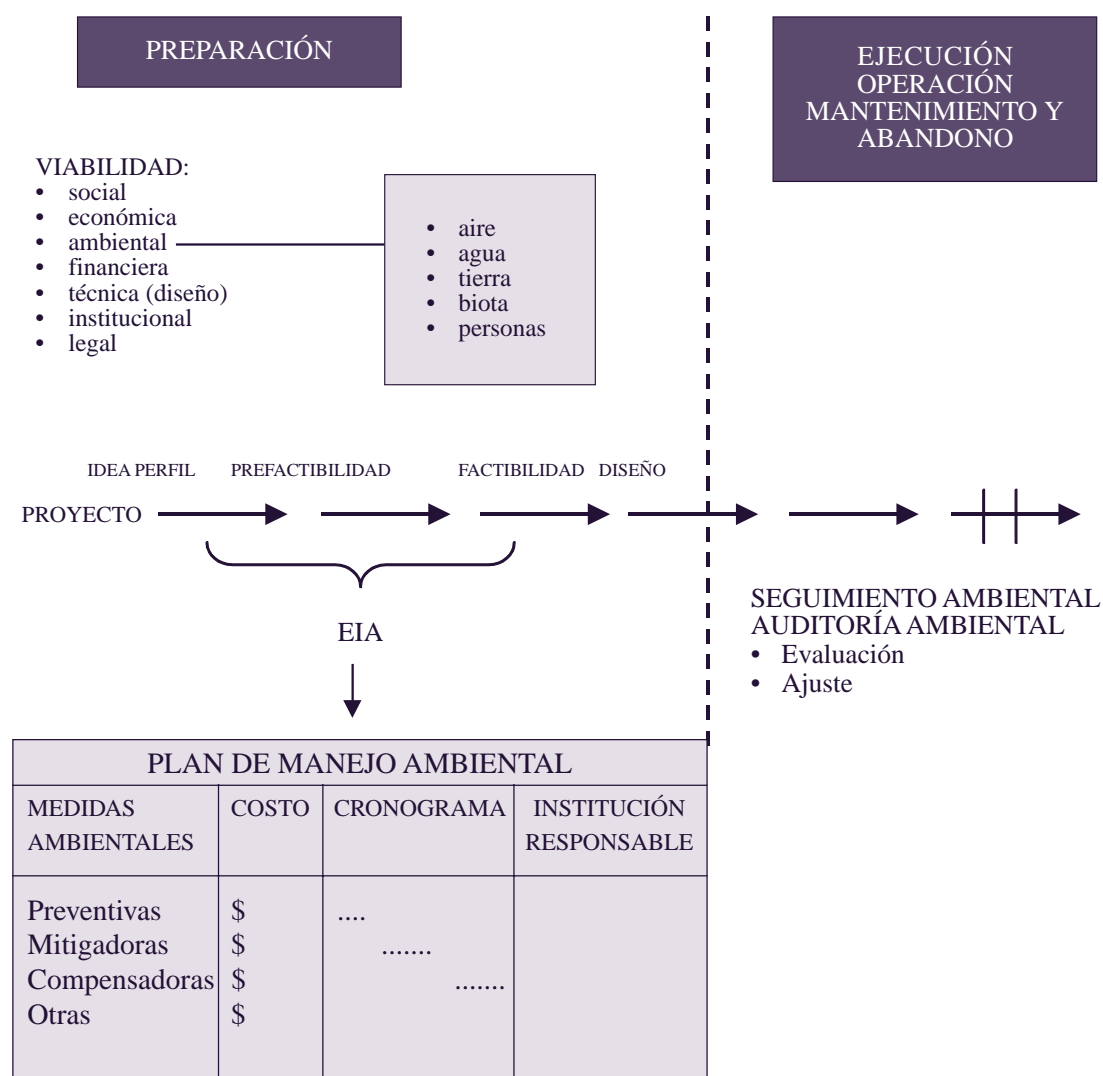 PREPARACIÓN
EJECUCIÓN
OPERACIÓN
MANTENIMIENTO Y
ABANDONO
VIABILIDAD:
• social
• económica
• ambiental
• financiera
• técnica (diseño)
• institucional
• legal
• aire
• agua
• tierra
• biota
• personas
IDEA PERFIL PREFACTIBILIDAD FACTIBILIDAD DISEÑO
PROYECTO
EIA
SEGUIMIENTO AMBIENTAL
AUDITORÍA AMBIENTAL
• Evaluación
• Ajuste
PLAN DE MANEJO AMBIENTAL
MEDIDAS
AMBIENTALES
COSTO
CRONOGRAMA
INSTITUCIÓN
RESPONSABLE
Preventivas $ ....
Mitigadoras $ .......
Compensadoras $ .......
Otras $